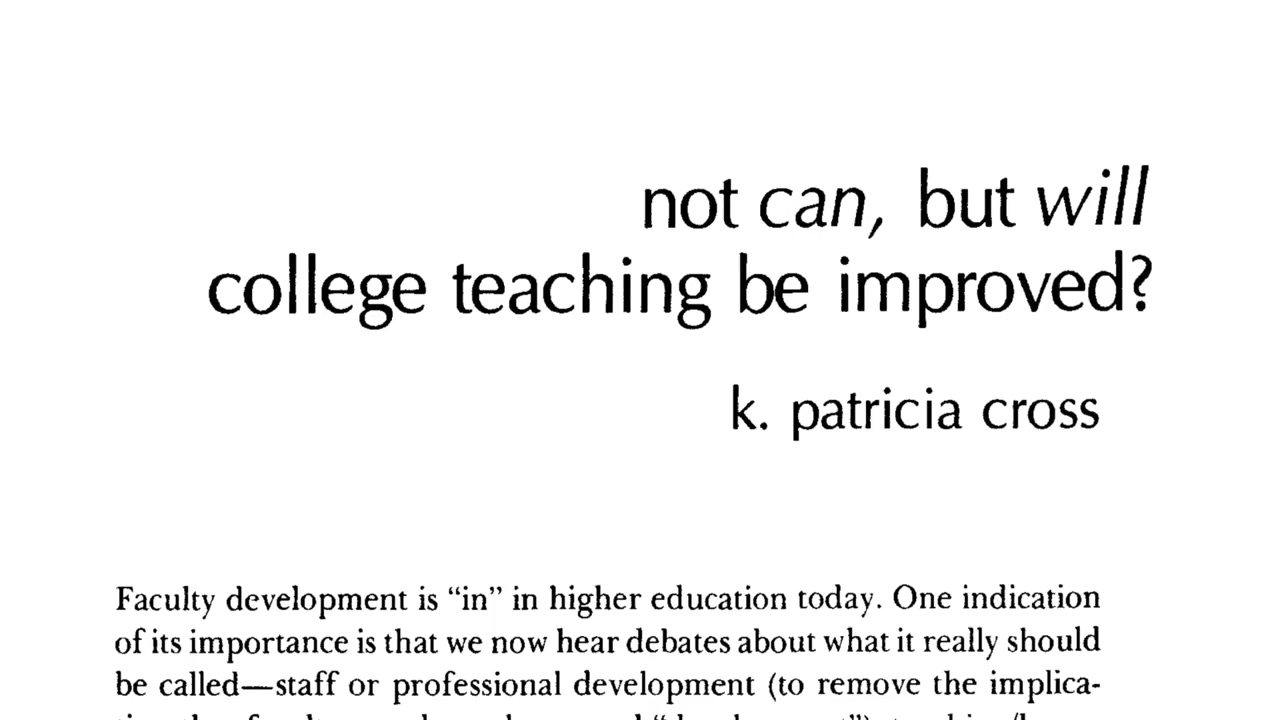 not can, but will
college teaching be improved?
k. patricia cross
Faculty development is “in” in higher education today. One indication
of its importance is that we now hear debates about what it really should
be called—staff or professional development (to remove the implica-